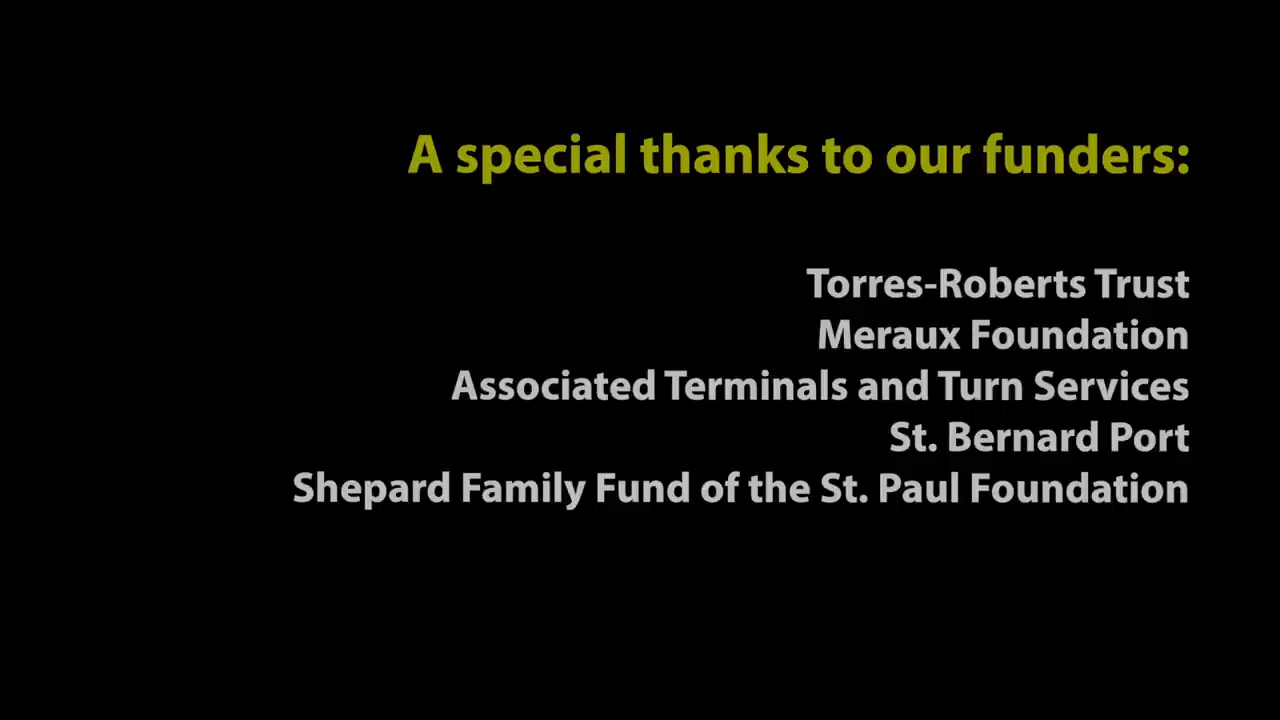 A special thanks to our funders:
Torres-Roberts Trust
Meraux Foundation
Associated Terminals and Turn Services
St. Bernard Port
Shepard Family Fund of the St. Paul Foundation